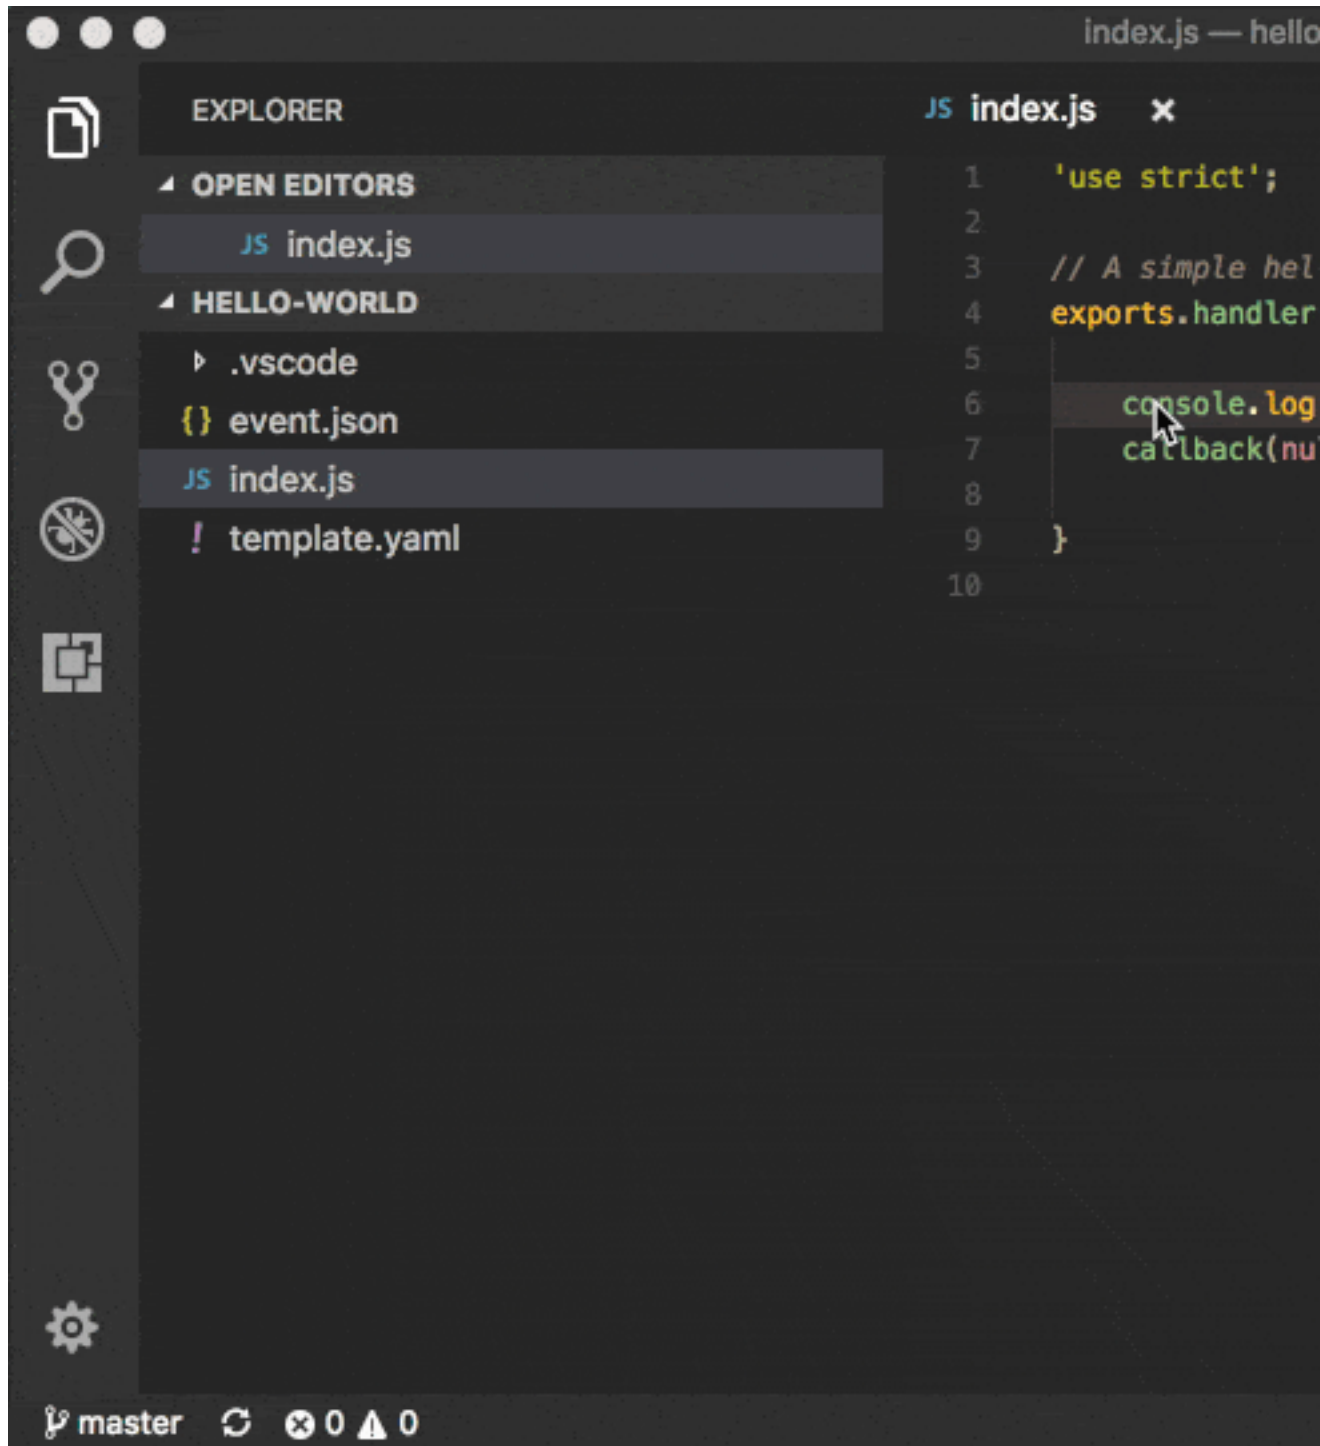 index.js — hello
EXPLORER
OPEN EDITORS
JS index.js
HELLO-WORLD
.vscode
{} event.json
JS index.js
! template.yaml
JS index.js ×
1 'use strict';
2
3 // A simple hel
4 exports.handler
5
6 console.log
7 callback(nul
8
9 }
10
master 0 0